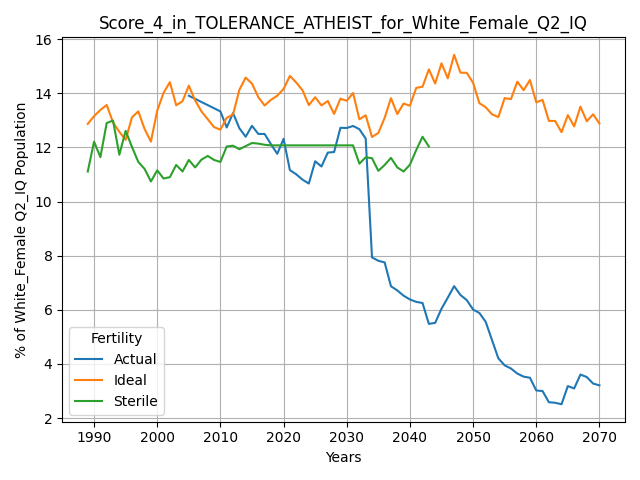 Score_4_in_TOLERANCE_ATHEIST_for_White_Female_Q2_IQ
% of White_Female Q2_IQ Population
16
14
12
10
8
6
4
2
Fertility
Actual
Ideal
Sterile
1990 2000 2010 2020 2030 2040 2050 2060 2070
Years